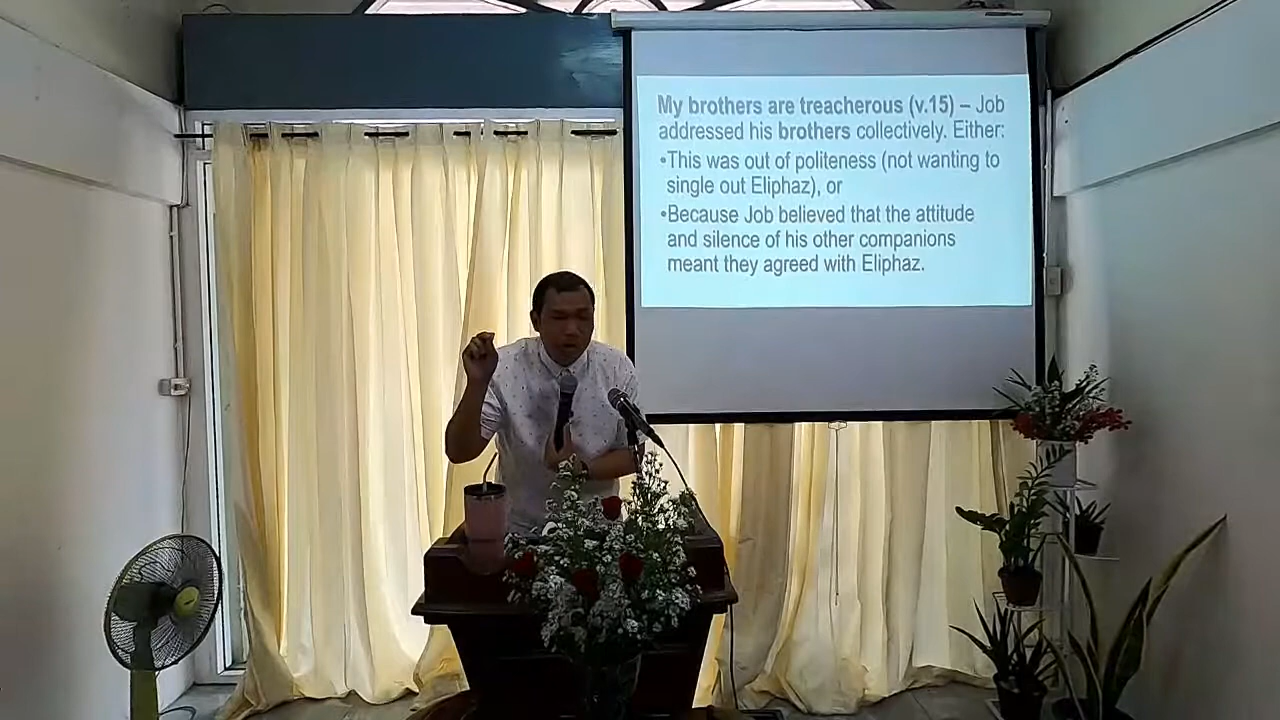 My brothers are treacherous (v.15) – Job
addressed his brothers collectively. Either:
•This was out of politeness (not wanting to
single out Eliphaz), or
•Because Job believed that the attitude
and silence of his other companions
meant they agreed with Eliphaz.